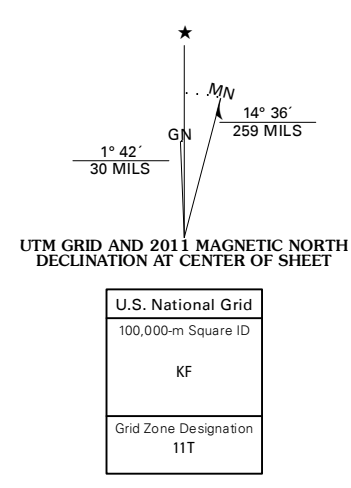 ★
MN
GN
14° 36´
259 MILS
1° 42´
30 MILS
UTM GRID AND 2011 MAGNETIC NORTH
DECLINATION AT CENTER OF SHEET
U.S. National Grid
100,000-m Square ID
KF
Grid Zone Designation
11T